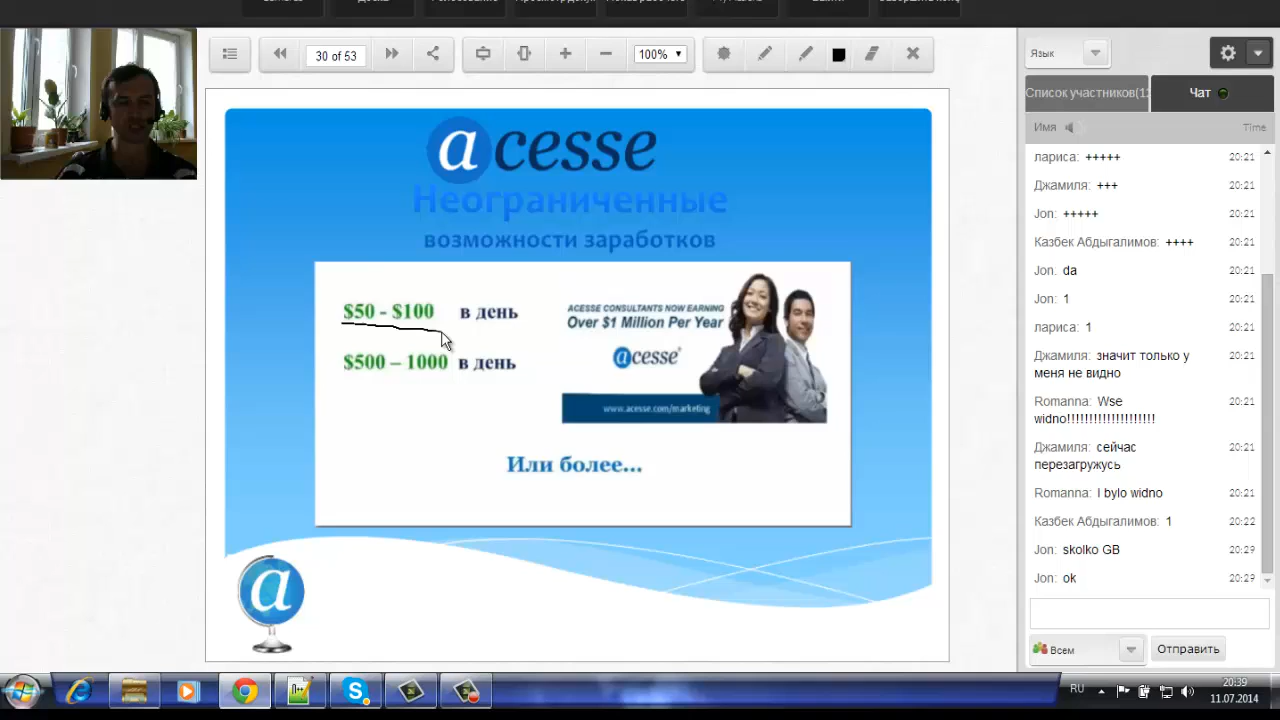 30 of 53
100%
Язык
Список участников(1
Чат
Имя
Time
acesse
Неограниченные
возможности заработков
$50 - $100 в день
$500 – 1000 в день
ACESSE CONSULTANTS NOW EARNING
Over $1 Million Per Year
acesse
www.acesse.com/marketing
Или более...
a
лариса: +++++ 20:21
Джамиля: +++ 20:21
Jon: +++++ 20:21
Казбек Абдыгалимов: ++++ 20:21
Jon: da 20:21
Jon: 1 20:21
лариса: 1 20:21
Джамиля: значит только у 20:21
меня не видно
Romanna: Wse 20:21
widno!!!!!!!!!!!!!!!!!!!!
Джамиля: сейчас 20:21
перезагружусь
Romanna: I bylo widno 20:21
Казбек Абдыгалимов: 1 20:22
Jon: skolko GB 20:29
Jon: ok 20:29
Всем
Отправить
RU
20:39
11.07.2014